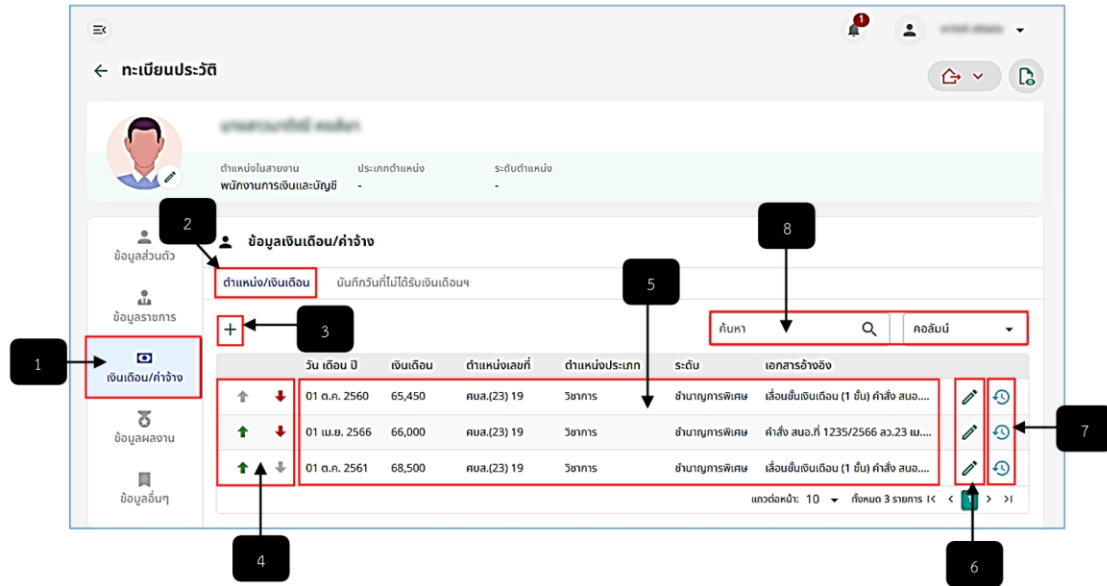 1
ทะเบียนประวัติ
ตำแหน่งในสายงาน ประเภทตำแหน่ง ระดับตำแหน่ง
พนักงานการเงินและบัญชี - -
2
8
ข้อมูลส่วนตัว
ข้อมูลเงินเดือน/ค่าจ้าง
ตำแหน่ง/เงินเดือน บันทึกวันที่ไม่ได้รับเงินเดือนฯ
5
ข้อมูลราชการ
3
ค้นหา คอลัมน์
1
เงินเดือน/ค่าจ้าง
วัน เดือน ปี เงินเดือน ตำแหน่งเลขที่ ตำแหน่งประเภท ระดับ เอกสารอ้างอิง
01 ต.ค. 2560 65,450 ศบส.(23) 19 วิชาการ ชำนาญการพิเศษ เลื่อนขั้นเงินเดือน (1 ขั้น) คำสั่ง สนอ....
ข้อมูลผลงาน
01 เม.ย. 2566 66,000 ศบส.(23) 19 วิชาการ ชำนาญการพิเศษ คำสั่ง สนอ.ที่ 1235/2566 ลว.23 เม....
7
01 ต.ค. 2561 68,500 ศบส.(23) 19 วิชาการ ชำนาญการพิเศษ เลื่อนขั้นเงินเดือน (1 ขั้น) คำสั่ง สนอ....
ข้อมูลอื่นๆ
แถวต่อหน้า: 10 ทั้งหมด 3 รายการ 1
4
6